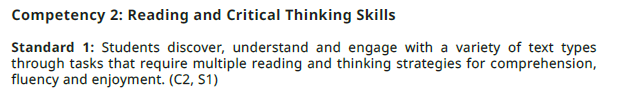 Competency 2: Reading and Critical Thinking Skills
Standard 1: Students discover, understand and engage with a variety of text types
through tasks that require multiple reading and thinking strategies for comprehension,
fluency and enjoyment. (C2, S1)